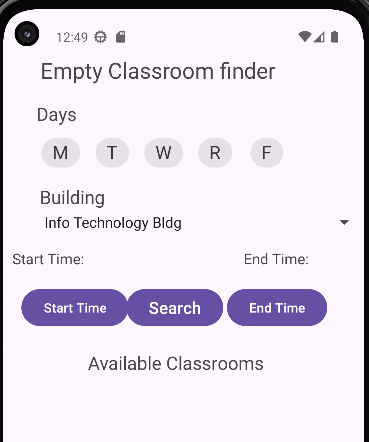 12:49
Empty Classroom finder
Days
M T W R F
Building
Info Technology Bldg
Start Time: End Time:
Start Time Search End Time
Available Classrooms